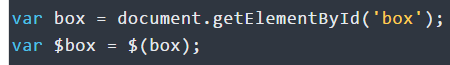 var box = document.getElementById('box');
var $box = $(box);